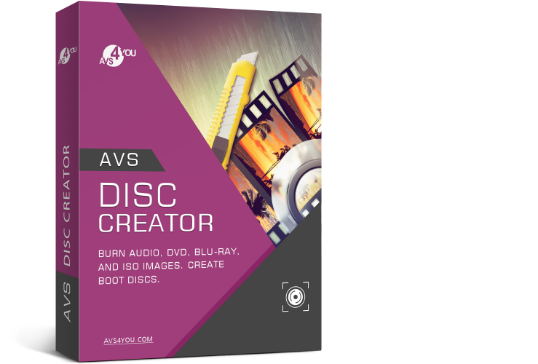 AVS4YOU
AVS4YOU
AVS
DISC
CREATOR
BURN AUDIO, DVD, BLU-RAY,
AND ISO IMAGES. CREATE
BOOT DISCS.
AVS4YOU.COM
AVS DISC CREATOR